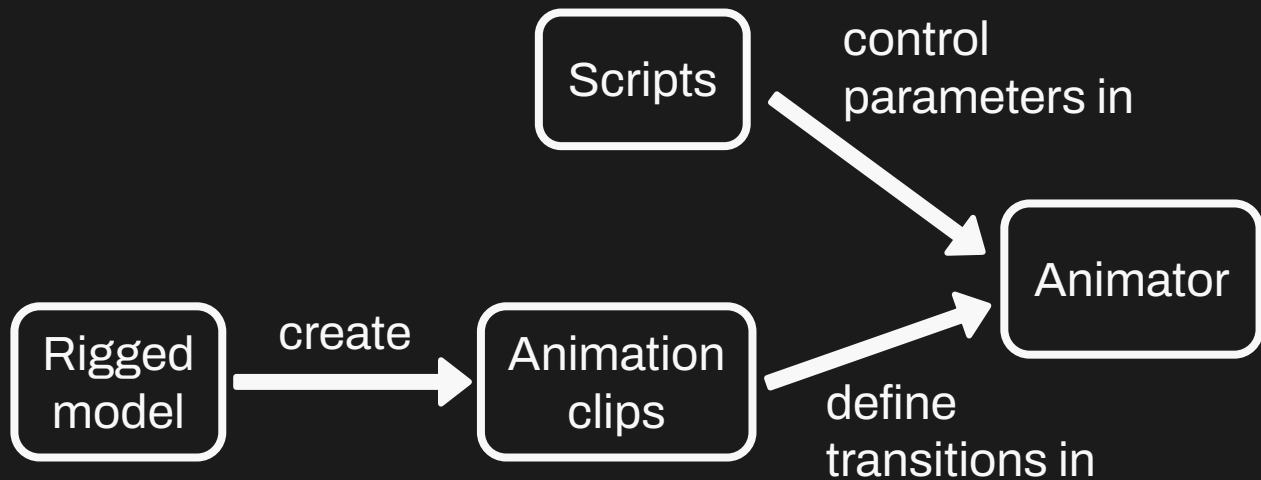 Scripts
control
parameters in
Animator
Rigged
model
create
Animation
clips
define
transitions in